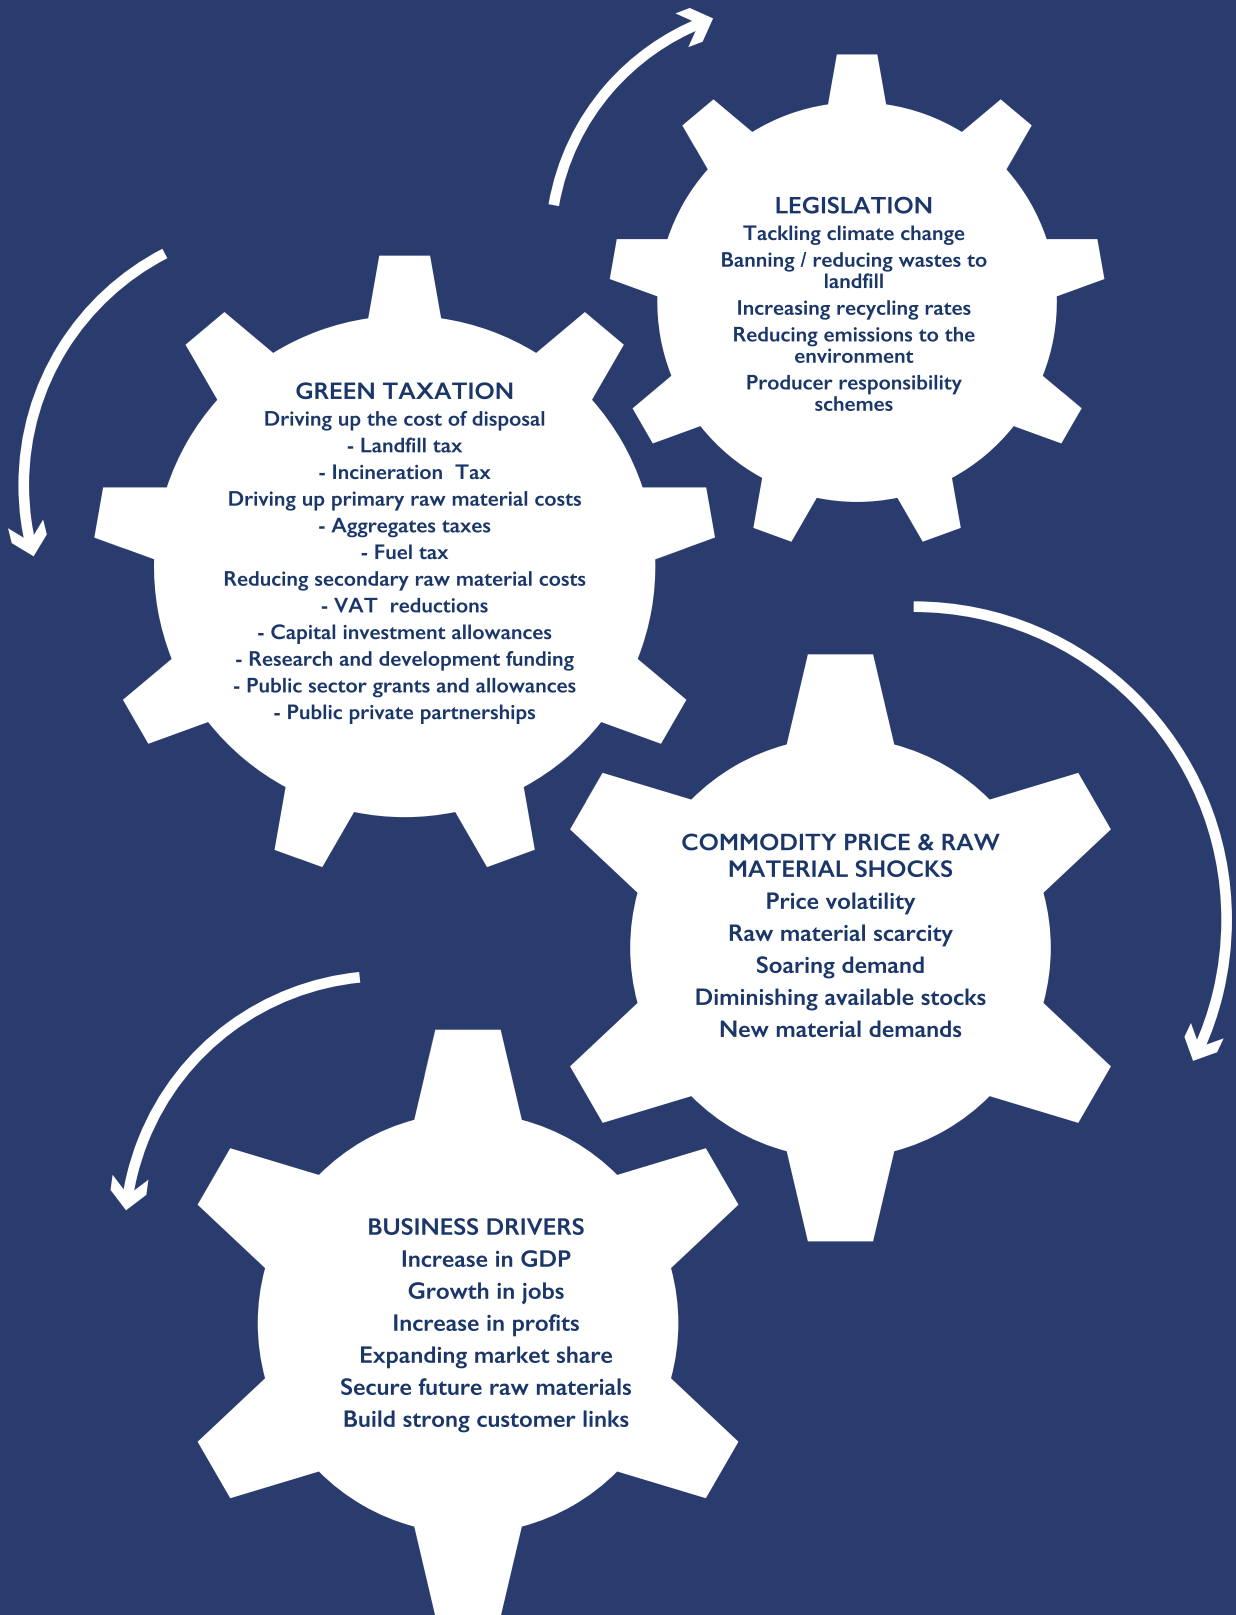 LEGISLATION
Tackling climate change
Banning / reducing wastes to
landfill
Increasing recycling rates
Reducing emissions to the
environment
Producer responsibility
schemes
GREEN TAXATION
Driving up the cost of disposal
- Landfill tax
- Incineration Tax
Driving up primary raw material costs
- Aggregates taxes
- Fuel tax
Reducing secondary raw material costs
- VAT reductions
- Capital investment allowances
- Research and development funding
- Public sector grants and allowances
- Public private partnerships
COMMODITY PRICE & RAW
MATERIAL SHOCKS
Price volatility
Raw material scarcity
Soaring demand
Diminishing available stocks
New material demands
BUSINESS DRIVERS
Increase in GDP
Growth in jobs
Increase in profits
Expanding market share
Secure future raw materials
Build strong customer links